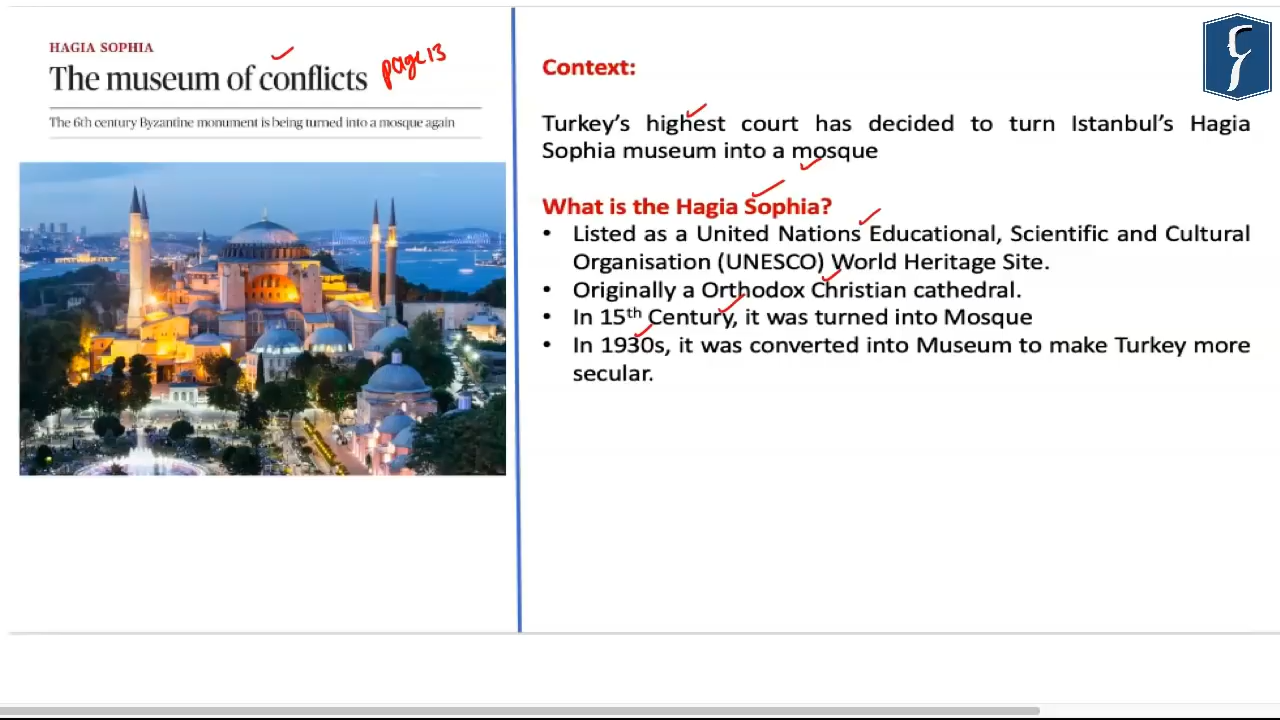 HAGIA SOPHIA
The museum of conflicts page 13
The 6th century Byzantine monument is being turned into a mosque again
Context:
Turkey's highest court has decided to turn Istanbul's Hagia
Sophia museum into a mosque
What is the Hagia Sophia?
• Listed as a United Nations Educational, Scientific and Cultural
Organisation (UNESCO) World Heritage Site.
• Originally a Orthodox Christian cathedral.
• In 15th Century, it was turned into Mosque
• In 1930s, it was converted into Museum to make Turkey more
secular.